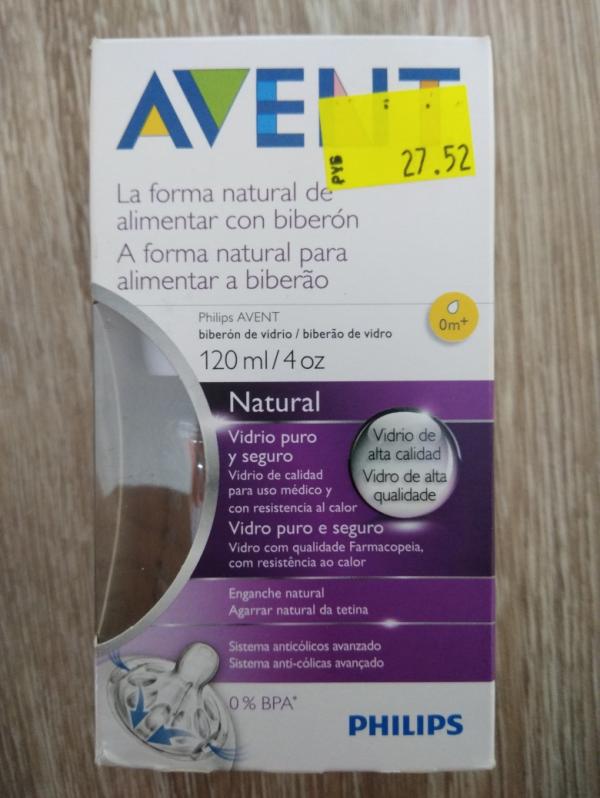 AVENT
РУБ 27.52
La forma natural de
alimentar con biberón
A forma natural para
alimentar a biberão
Philips AVENT
biberón de vidrio / biberão de vidro
120 ml / 4 oz
0m+
Natural
Vidrio puro
y seguro
Vidrio de calidad
para uso médico y
con resistencia al calor
Vidrio de
alta calidad
Vidro de alta
qualidade
Vidro puro e seguro
Vidro com qualidade Farmacopeia,
com resistência ao calor
Enganche natural
Agarrar natural da tetina
Sistema anticólicos avanzado
Sistema anti-cólicas avançado
0% BPA*
PHILIPS